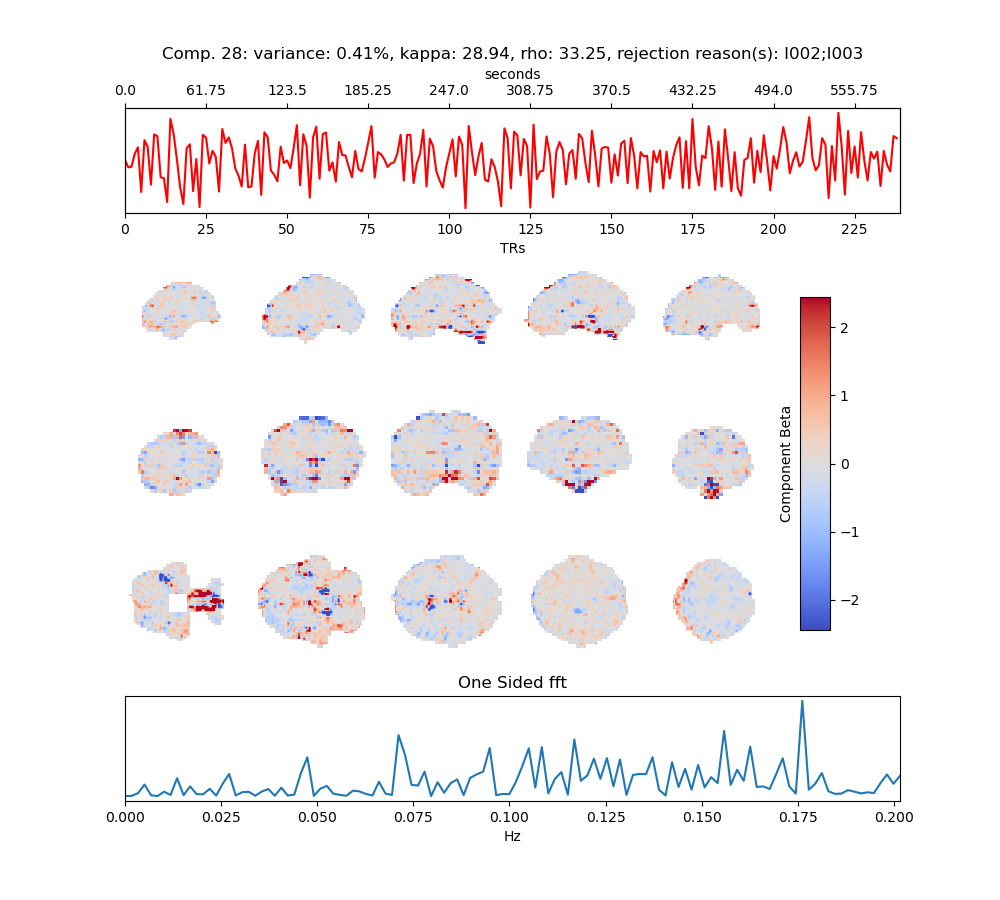 Comp. 28: variance: 0.41%, kappa: 28.94, rho: 33.25, rejection reason(s): I002;I003
seconds
0.0 61.75 123.5 185.25 247.0 308.75 370.5 432.25 494.0 555.75
0 25 50 75 100 125 150 175 200 225
TRs
Component Beta
2
1
0
−1
−2
One Sided fft
0.000 0.025 0.050 0.075 0.100 0.125 0.150 0.175 0.200
Hz